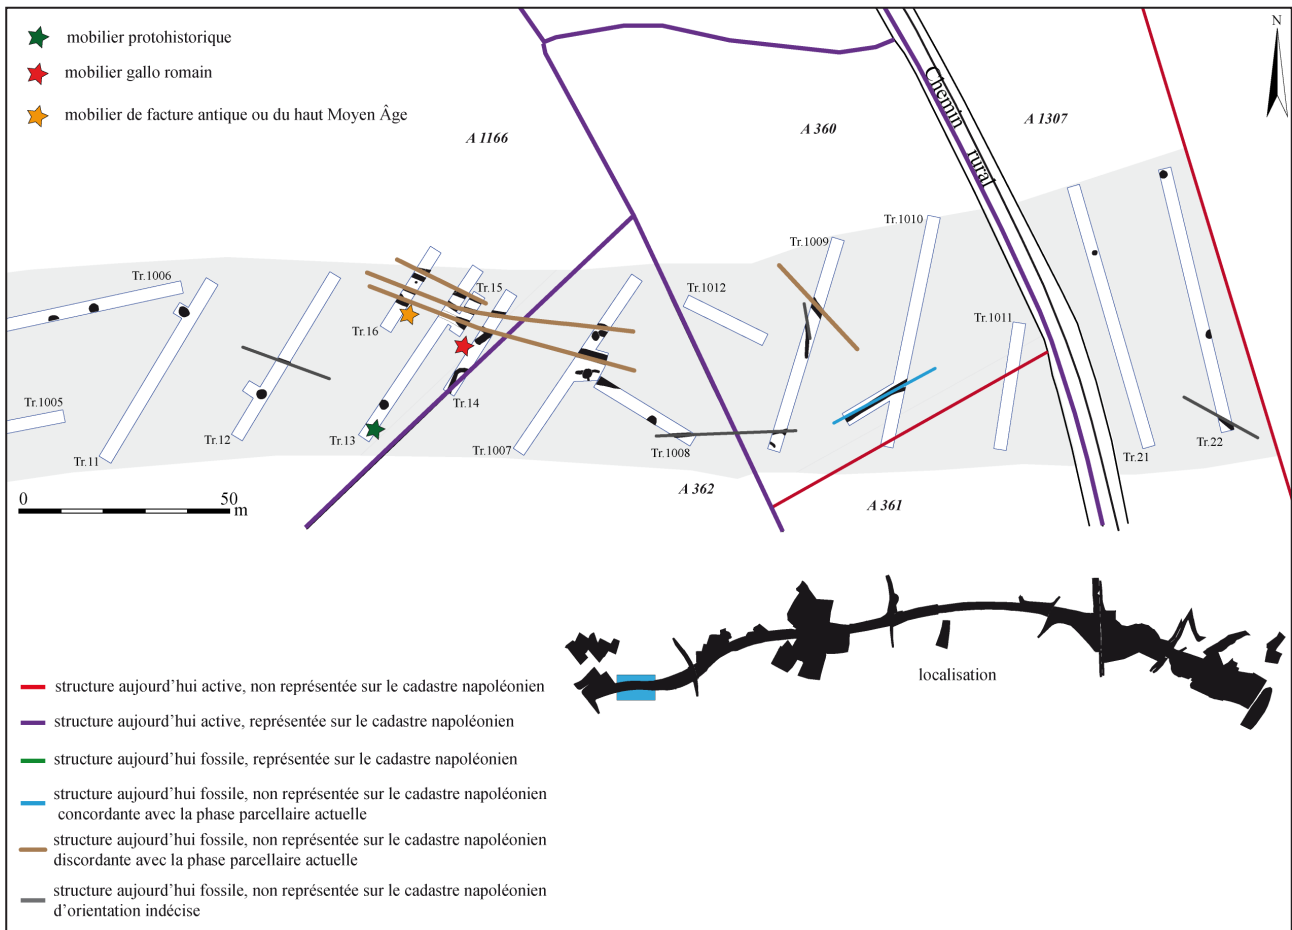 mobilier protohistorique
mobilier gallo romain
mobilier de facture antique ou du haut Moyen Âge
N
A 1166
A 360
A 1307
Chemin rural
Tr.1006
Tr.15
Tr.1009
Tr.1010
Tr.1012
Tr.1011
Tr.16
Tr.1005
Tr.14
Tr.12
Tr.13
Tr.11
Tr.1007
Tr.1008
Tr.21
Tr.22
A 362
A 361
0 50
m
localisation
structure aujourd'hui active, non représentée sur le cadastre napoléonien
structure aujourd'hui active, représentée sur le cadastre napoléonien
structure aujourd'hui fossile, représentée sur le cadastre napoléonien
structure aujourd'hui fossile, non représentée sur le cadastre napoléonien
concordante avec la phase parcellaire actuelle
structure aujourd'hui fossile, non représentée sur le cadastre napoléonien
discordante avec la phase parcellaire actuelle
structure aujourd'hui fossile, non représentée sur le cadastre napoléonien
d'orientation indécise